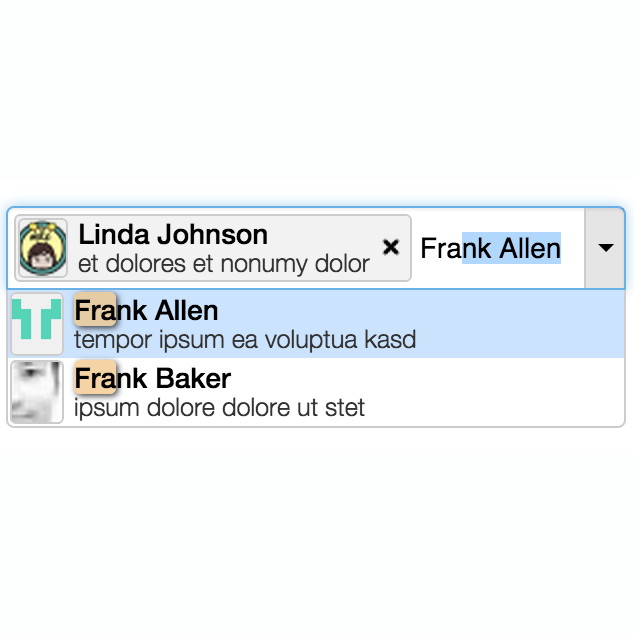 Linda Johnson
et dolores et nonumy dolor
Frank Allen
Frank Allen
tempor ipsum ea voluptua kasd
Frank Baker
ipsum dolore dolore ut stet